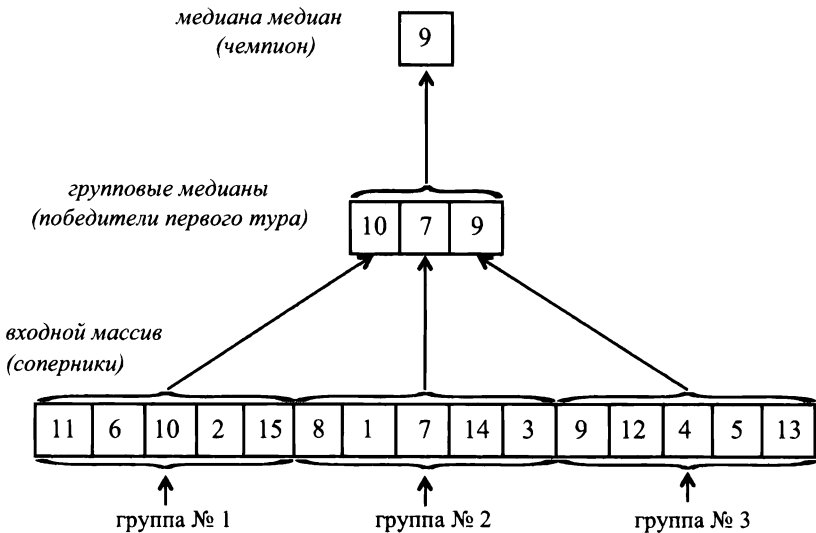 медиана медиан
(чемпион)
9
групповые медианы
(победители первого тура)
10 7 9
входной массив
(соперники)
11 6 10 2 15 8 1 7 14 3 9 12 4 5 13
группа № 1 группа № 2 группа № 3